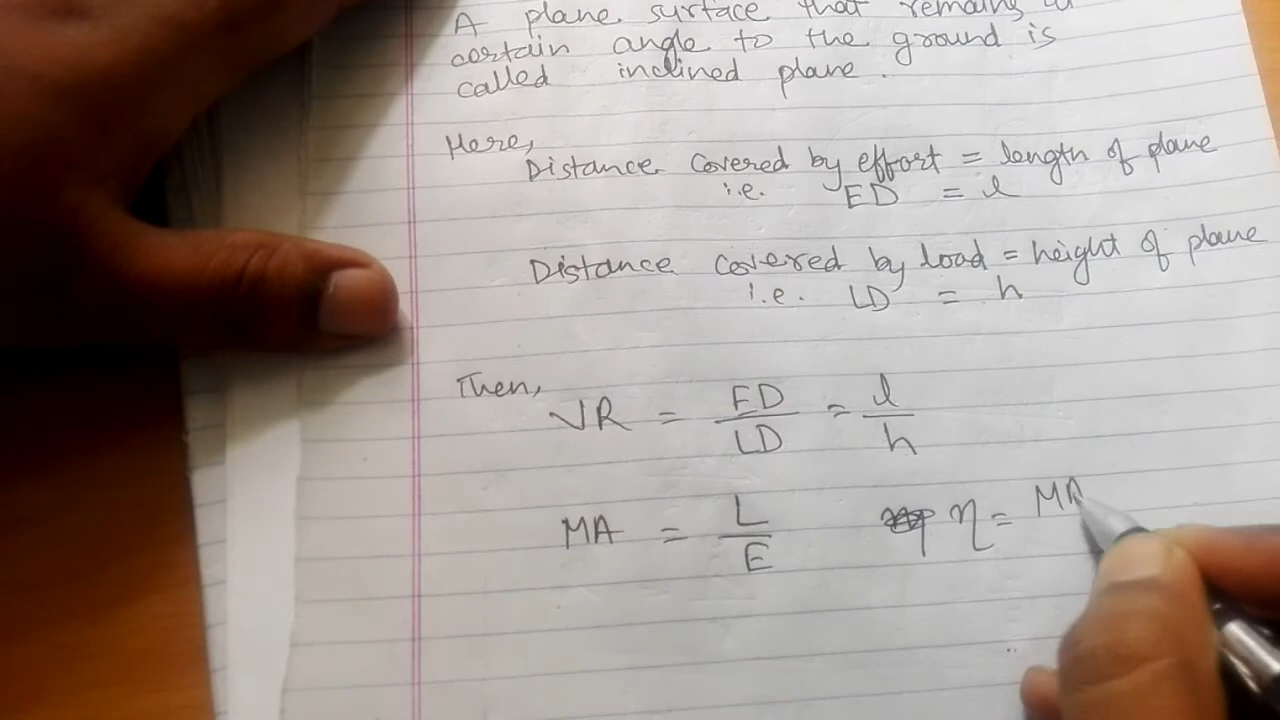 A plane surface that remains at
certain angle to the ground is
called inclined plane.
Here,
Distance covered by effort = length of plane
i.e. ED = l
Distance covered by load = height of plane
i.e. LD = h
Then,
VR = ED/LD = l/h
MA = L/E η = MA